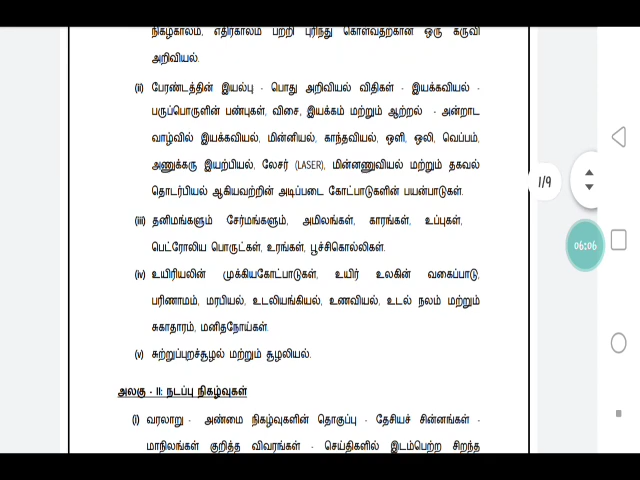 நிகழ்காலம், எதிர்காலம் பற்றி புரிந்து கொள்வதற்கான ஒரு கருவி
அறிவியல்.
(ii) பேரண்டத்தின் இயல்பு - பொது அறிவியல் விதிகள் - இயக்கவியல் -
பருப்பொருளின் பண்புகள், விசை, இயக்கம் மற்றும் ஆற்றல் - அன்றாட
வாழ்வில் இயக்கவியல், மின்னியல், காந்தவியல், ஒளி, ஒலி, வெப்பம்,
அணுக்கரு இயற்பியல், லேசர் (LASER), மின்னணுவியல் மற்றும் தகவல்
தொடர்பியல் ஆகியவற்றின் அடிப்படை கோட்பாடுகளின் பயன்பாடுகள்.
1/9
(iii) தனிமங்களும் சேர்மங்களும், அமிலங்கள், காரங்கள், உப்புகள்,
பெட்ரோலிய பொருட்கள், உரங்கள், பூச்சிகொல்லிகள்.
06:06
(iv) உயிரியலின் முக்கியகோட்பாடுகள், உயிர் உலகின் வகைப்பாடு,
பரிணாமம், மரபியல், உடலியங்கியல், உணவியல், உடல் நலம் மற்றும்
சுகாதாரம், மனிதநோய்கள்.
(v) சுற்றுப்புறச்சூழல் மற்றும் சூழலியல்.
அலகு - II: நடப்பு நிகழ்வுகள்
(i) வரலாறு - அண்மை நிகழ்வுகளின் தொகுப்பு - தேசியச் சின்னங்கள் -
மாநிலங்கள் குறித்த விவரங்கள் - செய்திகளில் இடம்பெற்ற சிறந்த